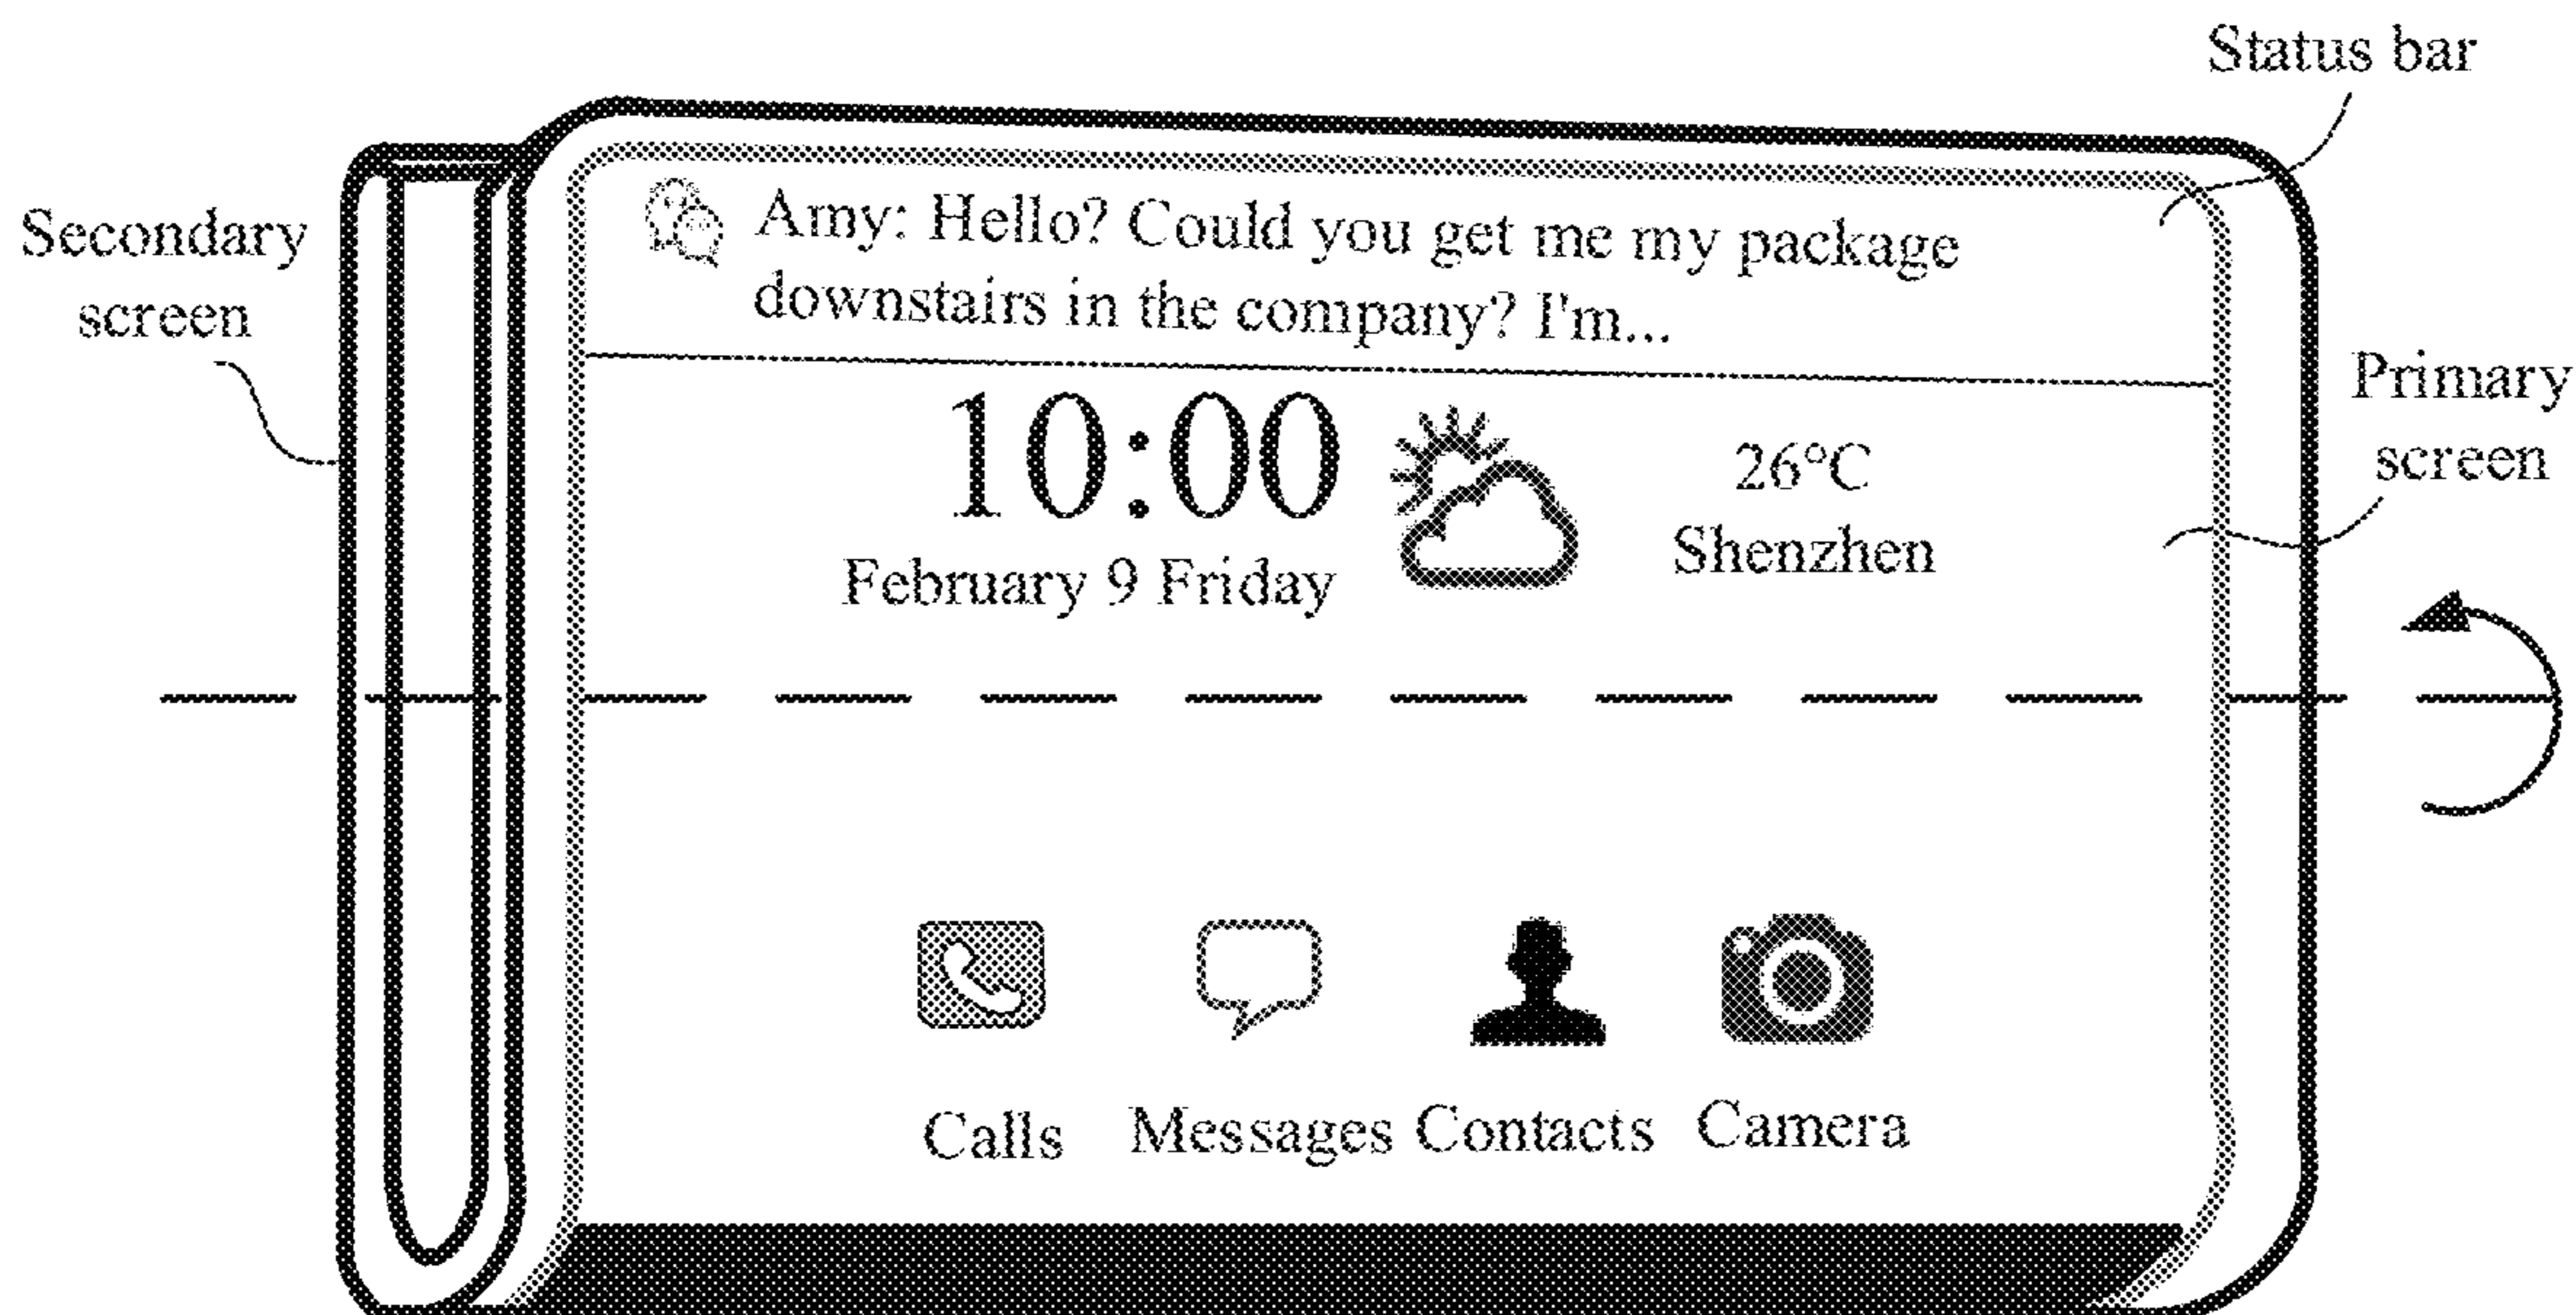 Status bar
Secondary
screen
Amy: Hello? Could you get me my package
downstairs in the company? I'm...
Primary
screen
10:00
26°C
February 9 Friday
Shenzhen
Calls Messages Contacts Camera